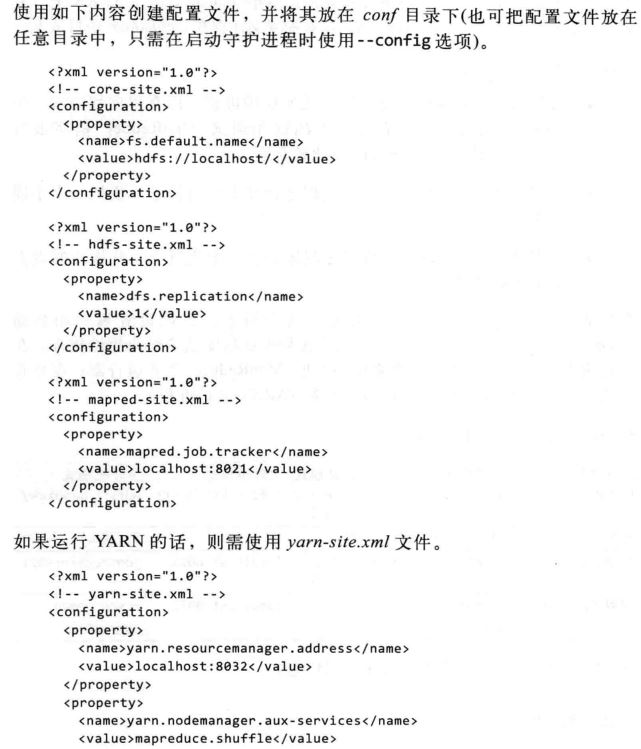 使用如下内容创建配置文件，并将其放在 conf 目录下(也可把配置文件放在
任意目录中，只需在启动守护进程时使用--config选项)。
<?xml version="1.0"?>
<!-- core-site.xml -->
<configuration>
  <property>
    <name>fs.default.name</name>
    <value>hdfs://localhost/</value>
  </property>
</configuration>
<?xml version="1.0"?>
<!-- hdfs-site.xml -->
<configuration>
  <property>
    <name>dfs.replication</name>
    <value>1</value>
  </property>
</configuration>
<?xml version="1.0"?>
<!-- mapred-site.xml -->
<configuration>
  <property>
    <name>mapred.job.tracker</name>
    <value>localhost:8021</value>
  </property>
</configuration>
如果运行 YARN 的话，则需使用 yarn-site.xml 文件。
<?xml version="1.0"?>
<!-- yarn-site.xml -->
<configuration>
  <property>
    <name>yarn.resourcemanager.address</name>
    <value>localhost:8032</value>
  </property>
  <property>
    <name>yarn.nodemanager.aux-services</name>
    <value>mapreduce.shuffle</value>